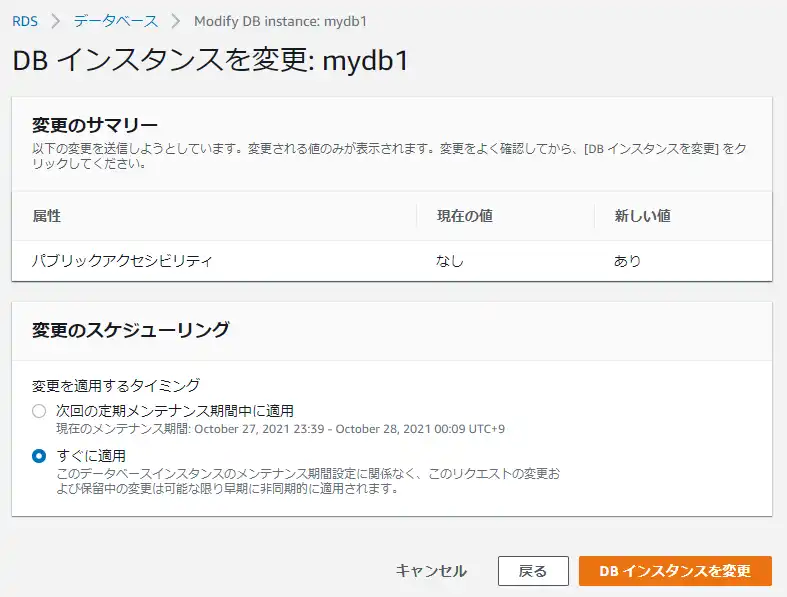 RDS > データベース > Modify DB instance: mydb1
DB インスタンスを変更: mydb1
変更のサマリー
以下の変更を送信しようとしています。変更される値のみが表示されます。変更をよく確認してから、[DB インスタンスを変更] をク
リックしてください。
属性 現在の値 新しい値
パブリックアクセシビリティ なし あり
変更のスケジューリング
変更を適用するタイミング
次回の定期メンテナンス期間中に適用
現在のメンテナンス期間: October 27, 2021 23:39 - October 28, 2021 00:09 UTC+9
すぐに適用
このデータベースインスタンスのメンテナンス期間設定に関係なく、このリクエストの変更お
よび保留中の変更は可能な限り早期に非同期的に適用されます。
キャンセル 戻る DB インスタンスを変更